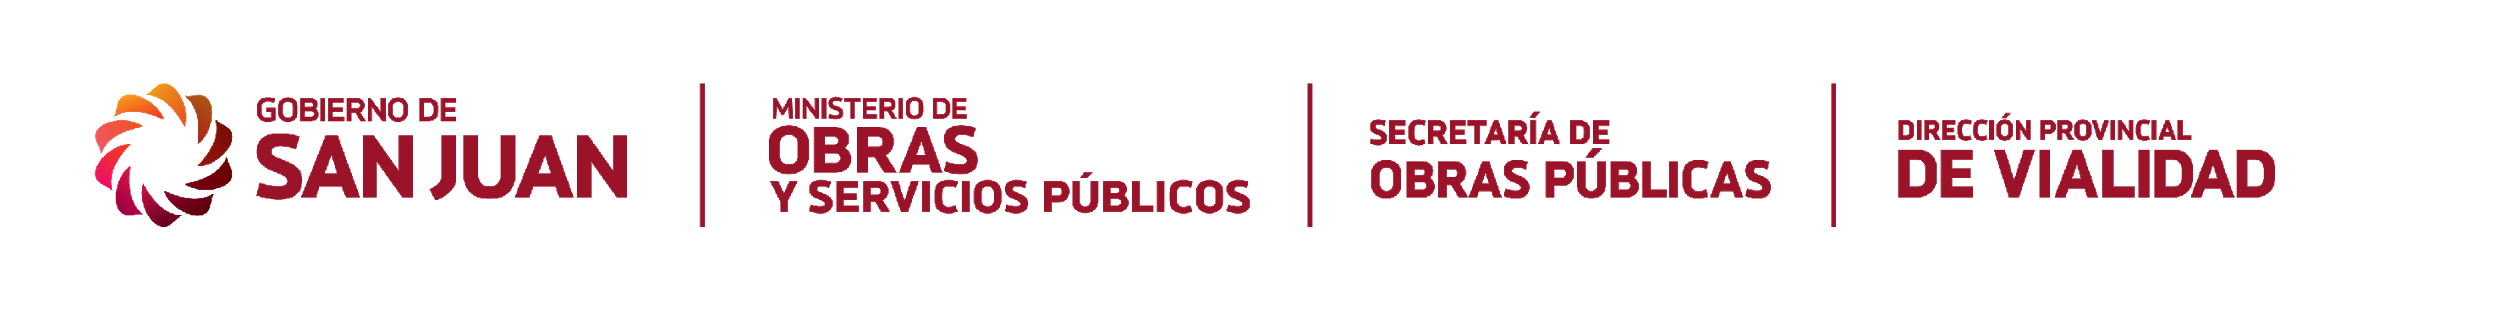 GOBIERNO DE
SAN JUAN
MINISTERIO DE
OBRAS
Y SERVICIOS PÚBLICOS
SECRETARÍA DE
OBRAS PÚBLICAS
DIRECCIÓN PROVINCIAL
DE VIALIDAD